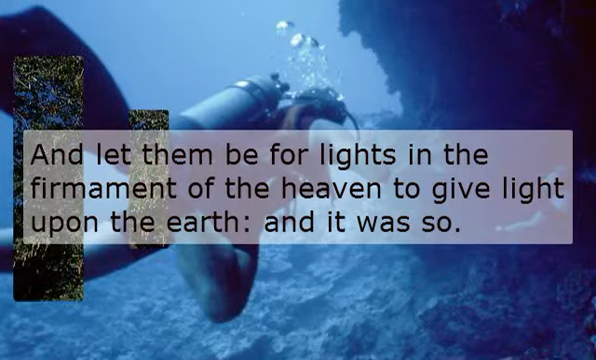 And let them be for lights in the
firmament of the heaven to give light
upon the earth: and it was so.